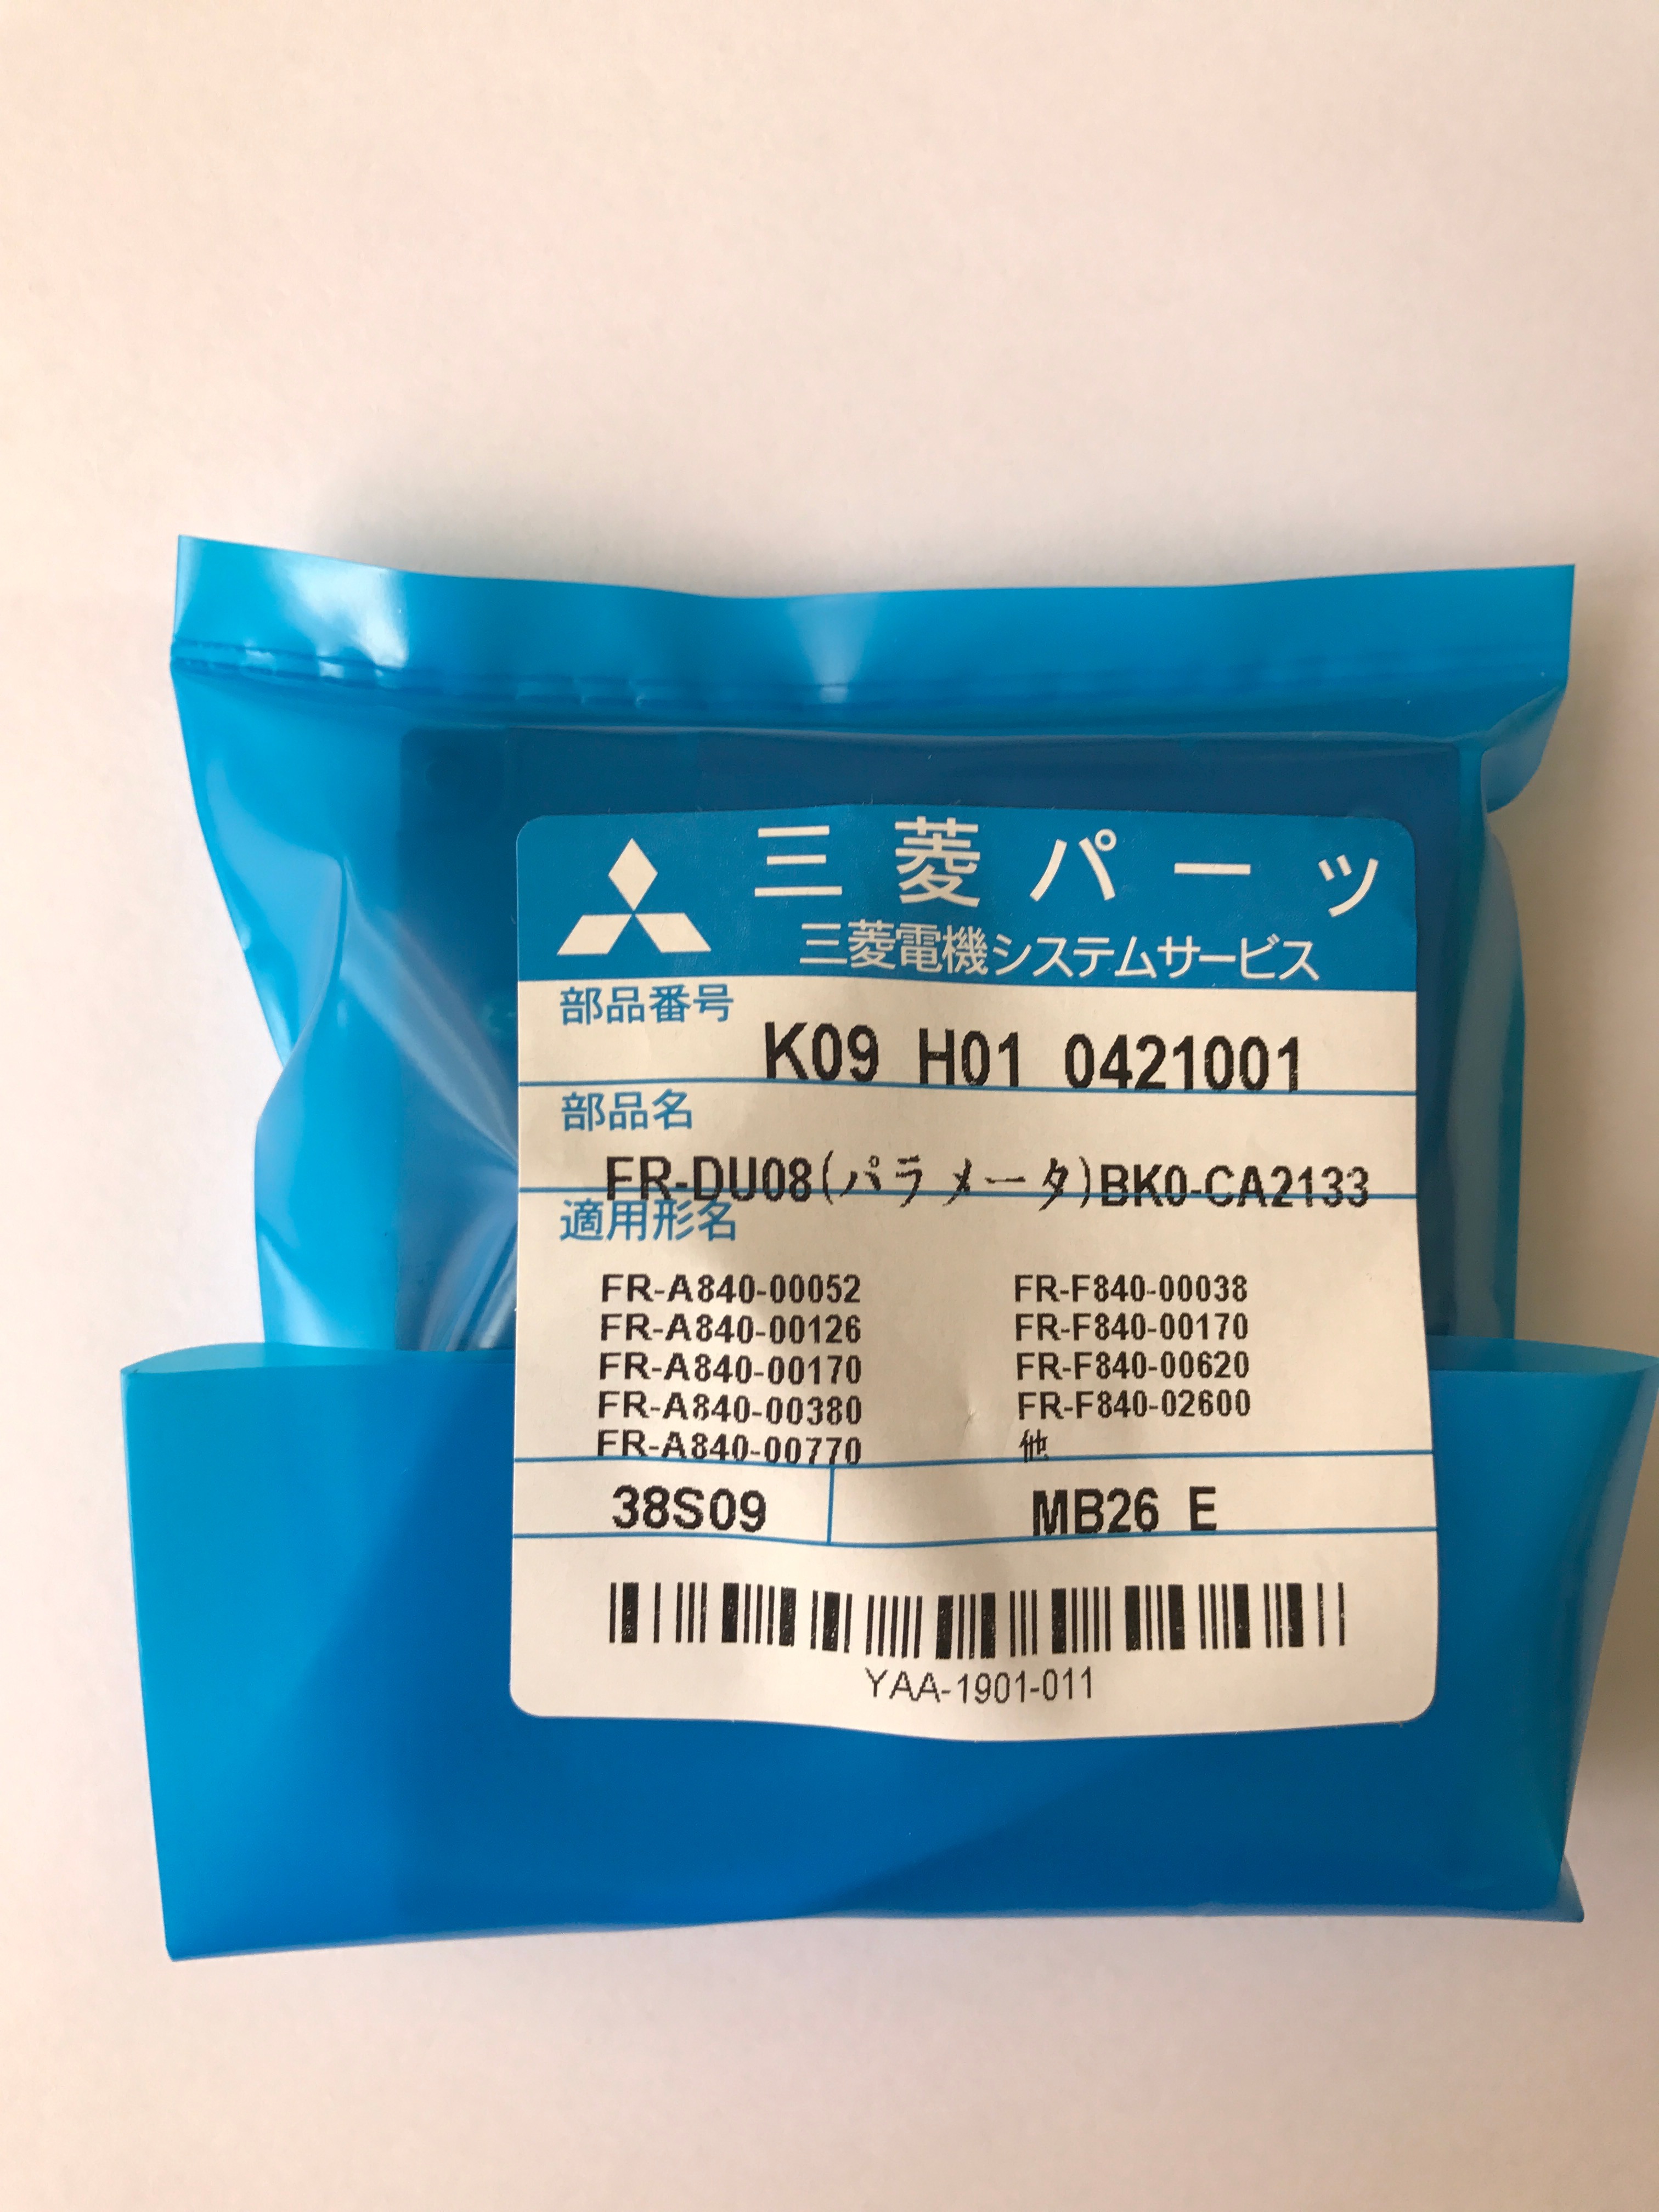 三菱パーツ
三菱電機システムサービス
部品番号
K09 H01 0421001
部品名
FR-DU08(パラメータ)BK0-CA2133
適用形名
FR-A840-00052 FR-F840-00038
FR-A840-00126 FR-F840-00170
FR-A840-00170 FR-F840-00620
FR-A840-00380 FR-F840-02600
FR-A840-00770 他
38S09 MB26 E
YAA-1901-011